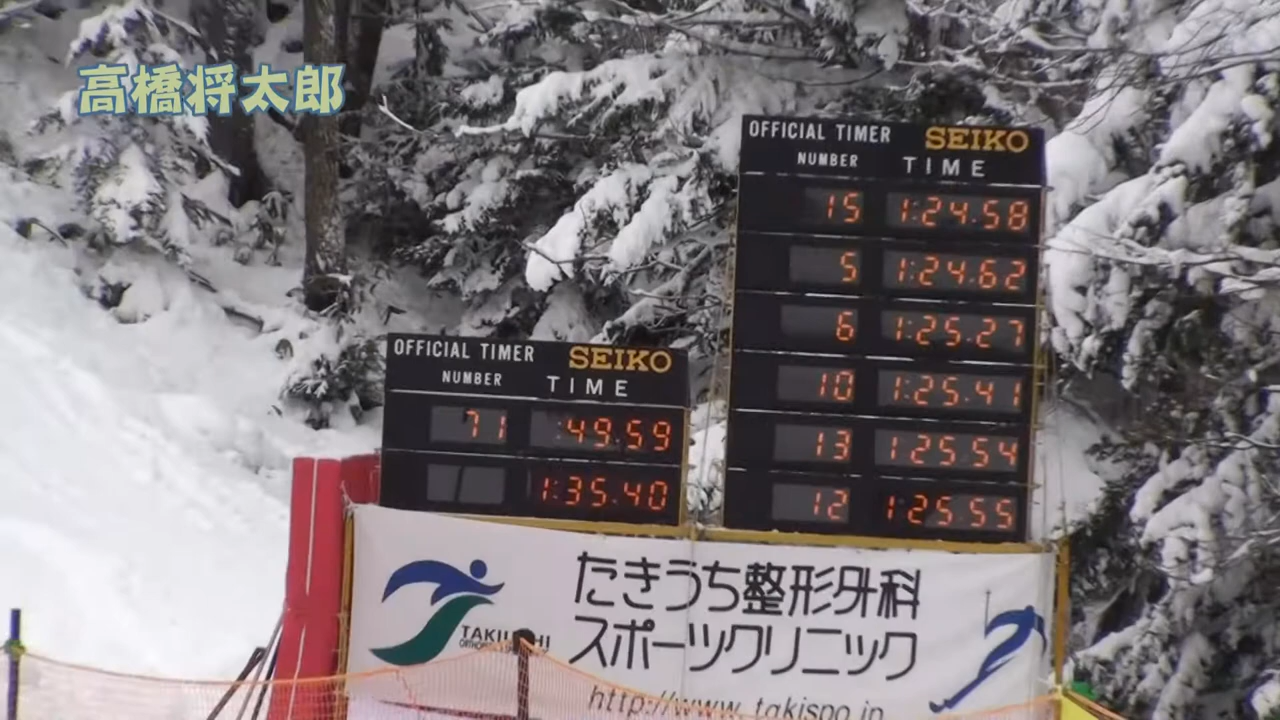 高橋将太郎
OFFICIAL TIMER SEIKO
NUMBER TIME
71 49.59
1:35.40
OFFICIAL TIMER SEIKO
NUMBER TIME
15 1:24.58
5 1:24.62
6 1:25.27
10 1:25.41
13 1:25.54
12 1:25.55
たきうち整形外科
スポーツクリニック
http://www.takispo.jp